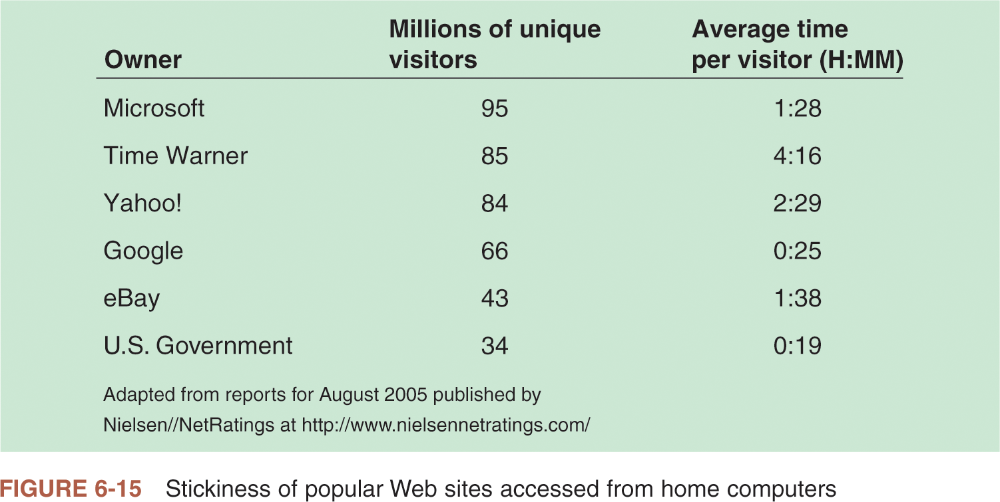 Owner Millions of unique visitors Average time per visitor (H:MM)
Microsoft 95 1:28
Time Warner 85 4:16
Yahoo! 84 2:29
Google 66 0:25
eBay 43 1:38
U.S. Government 34 0:19
Adapted from reports for August 2005 published by
Nielsen//NetRatings at http://www.nielsennetratings.com/
FIGURE 6-15 Stickiness of popular Web sites accessed from home computers